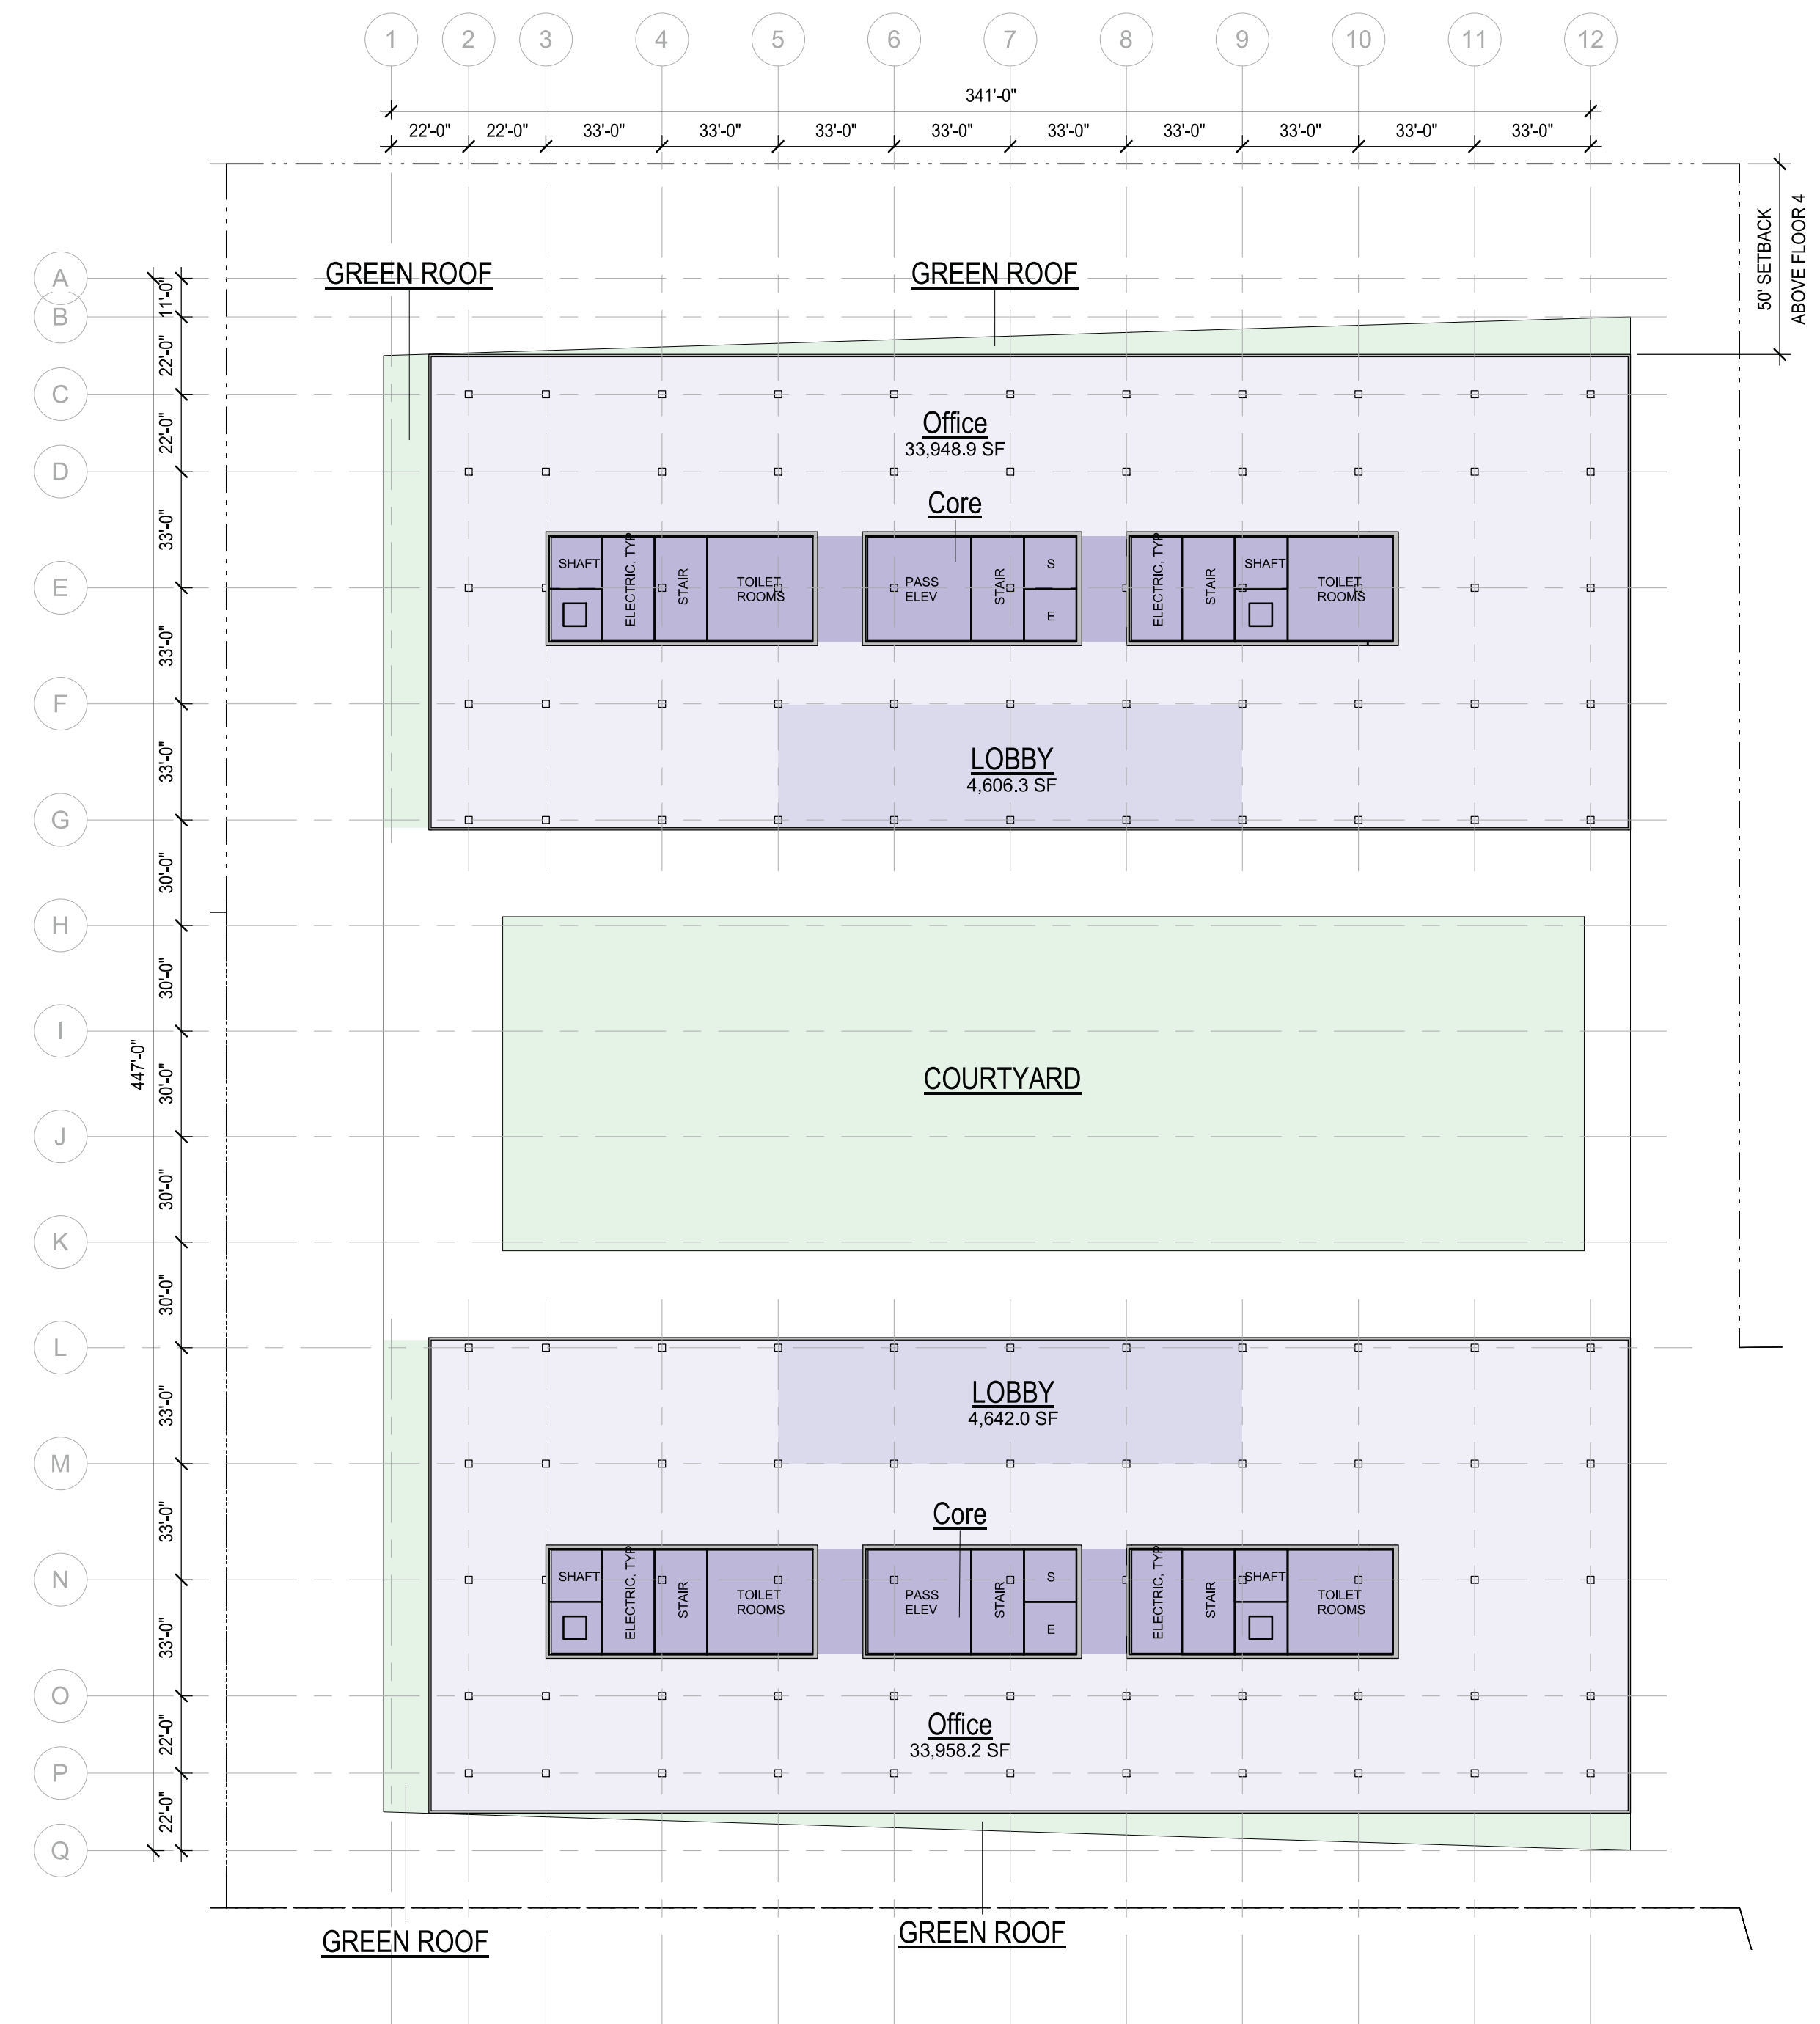 1 2 3 4 5 6 7 8 9 10 11 12
341'-0"
22'-0" 22'-0" 33'-0" 33'-0" 33'-0" 33'-0" 33'-0" 33'-0" 33'-0" 33'-0" 33'-0"
50' SETBACK
ABOVE FLOOR 4
A
B
C
D
E
F
G
H
I
J
K
L
M
N
O
P
Q
11'-0"
22'-0"
22'-0"
33'-0"
33'-0"
33'-0"
30'-0"
30'-0"
30'-0"
30'-0"
30'-0"
33'-0"
33'-0"
33'-0"
22'-0"
22'-0"
447'-0"
GREEN ROOF
GREEN ROOF
Office
33,948.9 SF
Core
SHAFT
ELECTRIC, TYP
STAIR
TOILET
ROOMS
PASS
ELEV
STAIR
S
E
ELECTRIC, TYP
STAIR
SHAFT
TOILET
ROOMS
LOBBY
4,606.3 SF
COURTYARD
LOBBY
4,642.0 SF
Core
SHAFT
ELECTRIC, TYP
STAIR
TOILET
ROOMS
PASS
ELEV
STAIR
S
E
ELECTRIC, TYP
STAIR
SHAFT
TOILET
ROOMS
Office
33,958.2 SF
GREEN ROOF
GREEN ROOF